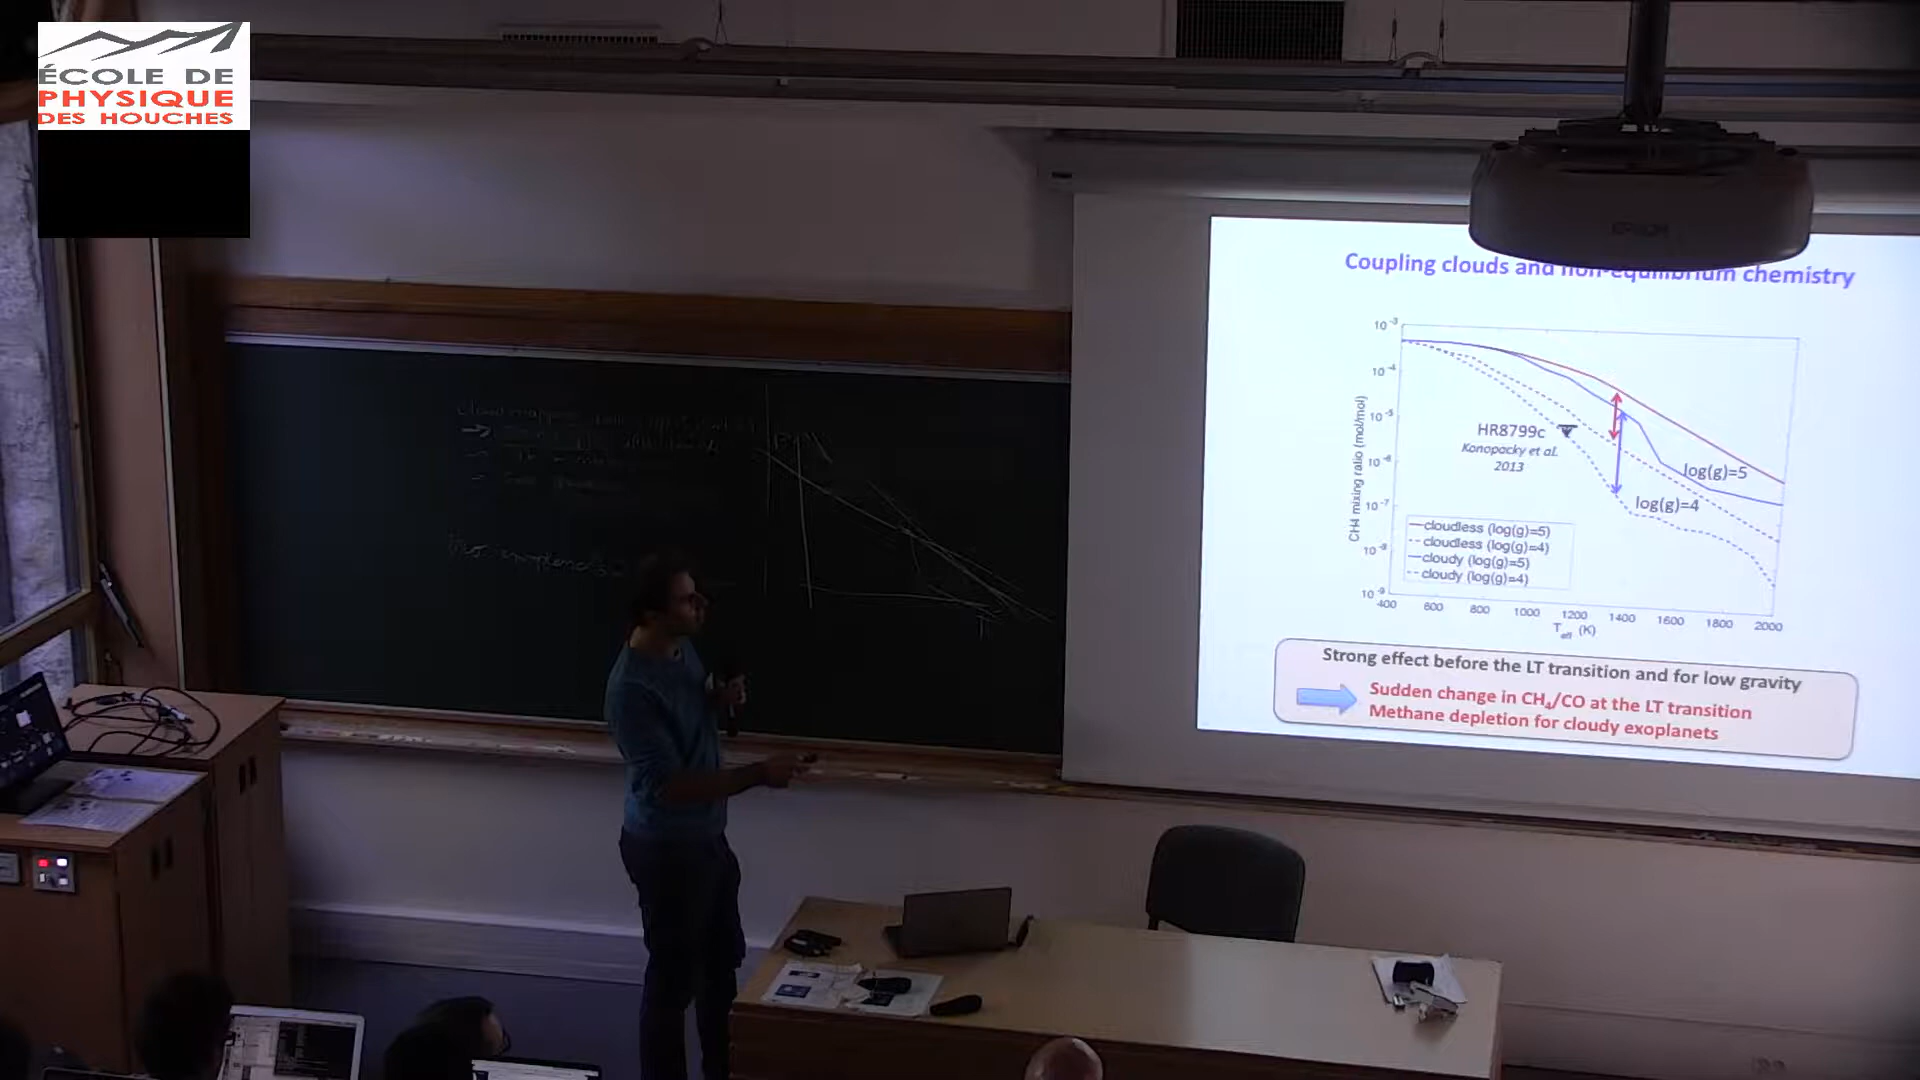 ÉCOLE DE
PHYSIQUE
DES HOUCHES
EPSON
Coupling clouds and non-equilibrium chemistry
CH4 mixing ratio (mol/mol)
10⁻³
10⁻⁴
10⁻⁵
10⁻⁶
10⁻⁷
10⁻⁸
10⁻⁹
HR8799c
Konopacky et al.
2013
log(g)=5
log(g)=4
cloudless (log(g)=5)
cloudless (log(g)=4)
cloudy (log(g)=5)
cloudy (log(g)=4)
400 600 800 1000 1200 1400 1600 1800 2000
T_eff (K)
Strong effect before the LT transition and for low gravity
Sudden change in CH₄/CO at the LT transition
Methane depletion for cloudy exoplanets